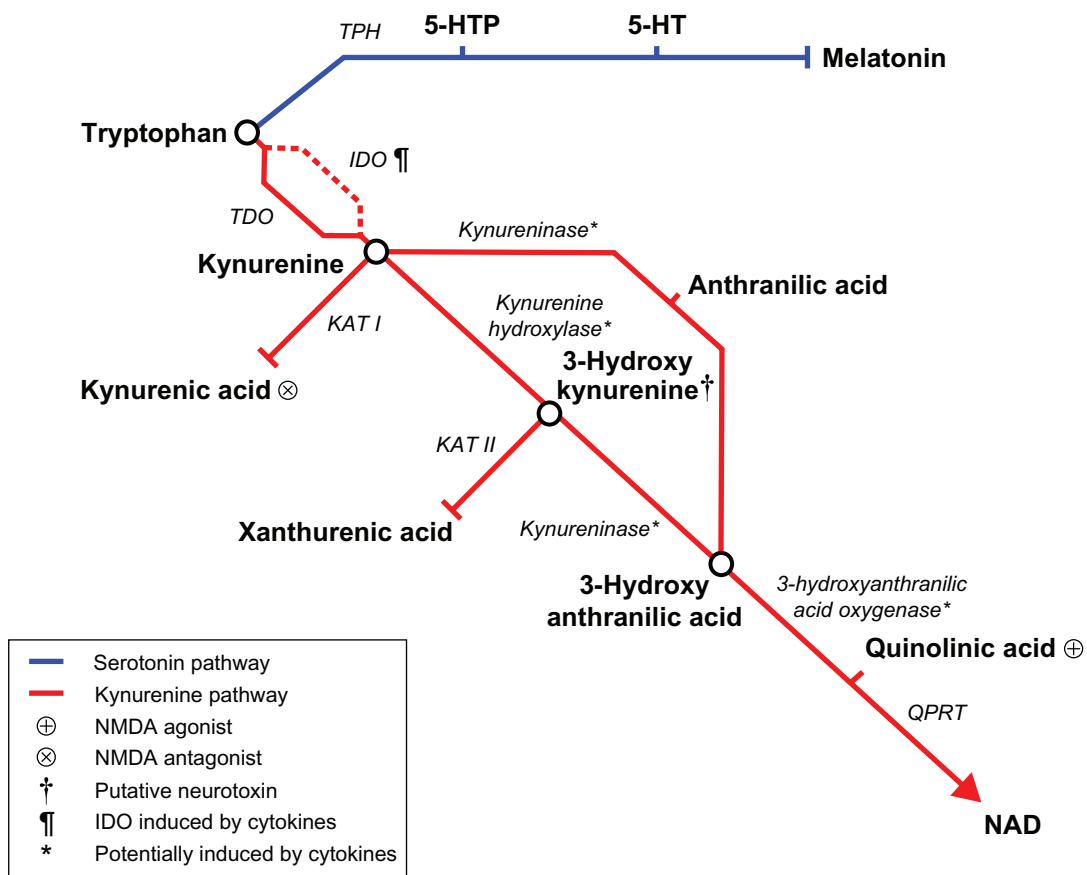 TPH
5-HTP
5-HT
Melatonin
Tryptophan
IDO ¶
TDO
Kynureninase*
Kynurenine
Anthranilic acid
Kynurenine
hydroxylase*
KAT I
3-Hydroxy
kynurenine†
Kynurenic acid ⊗
KAT II
Xanthurenic acid
Kynureninase*
3-Hydroxy
anthranilic acid
3-hydroxyanthranilic
acid oxygenase*
Quinolinic acid ⊕
QPRT
NAD
Serotonin pathway
Kynurenine pathway
⊕ NMDA agonist
⊗ NMDA antagonist
† Putative neurotoxin
¶ IDO induced by cytokines
* Potentially induced by cytokines